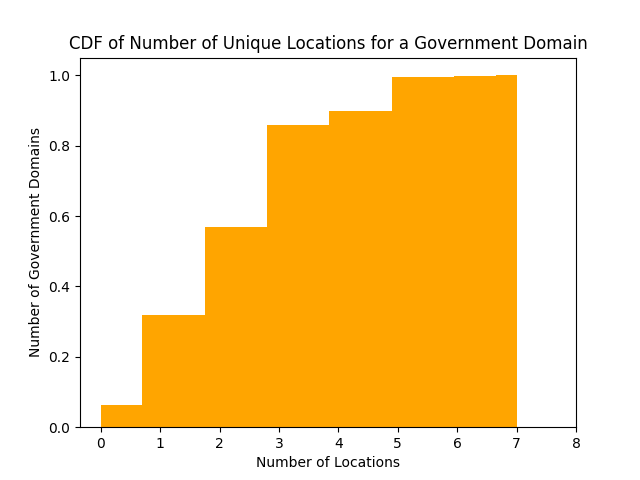 CDF of Number of Unique Locations for a Government Domain
1.0
0.8
0.6
0.4
0.2
0.0
Number of Government Domains
0 1 2 3 4 5 6 7 8
Number of Locations